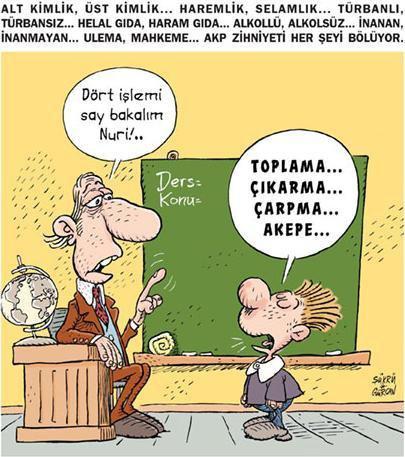 ALT KİMLİK, ÜST KİMLİK... HAREMLİK, SELAMLIK... TÜRBANLI,
TÜRBANSIZ... HELAL GIDA, HARAM GIDA... ALKOLLÜ, ALKOLSÜZ... İNANAN,
İNANMAYAN... ULEMA, MAHKEME... AKP ZİHNİYETİ HER ŞEYİ BÖLÜYOR.
Dört işlemi
say bakalım
Nuri!..
Ders=
Konu=
TOPLAMA...
ÇIKARMA...
ÇARPMA...
AKEPE...
ŞÜKRÜ
GÜRCAN